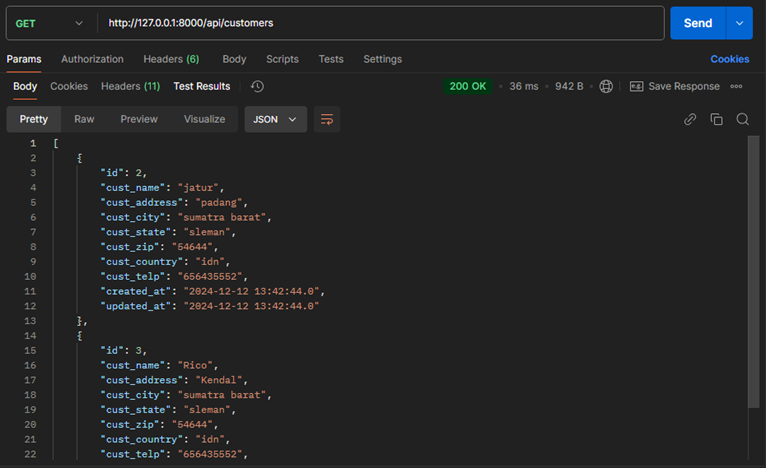 GET http://127.0.0.1:8000/api/customers Send
Params Authorization Headers (6) Body Scripts Tests Settings Cookies
Body Cookies Headers (11) Test Results 200 OK • 36 ms • 942 B Save Response
Pretty Raw Preview Visualize JSON
1 [
2 {
3 "id": 2,
4 "cust_name": "jatur",
5 "cust_address": "padang",
6 "cust_city": "sumatra barat",
7 "cust_state": "sleman",
8 "cust_zip": "54644",
9 "cust_country": "idn",
10 "cust_telp": "656435552",
11 "created_at": "2024-12-12 13:42:44.0",
12 "updated_at": "2024-12-12 13:42:44.0"
13 },
14 {
15 "id": 3,
16 "cust_name": "Rico",
17 "cust_address": "Kendal",
18 "cust_city": "sumatra barat",
19 "cust_state": "sleman",
20 "cust_zip": "54644",
21 "cust_country": "idn",
22 "cust_telp": "656435552",